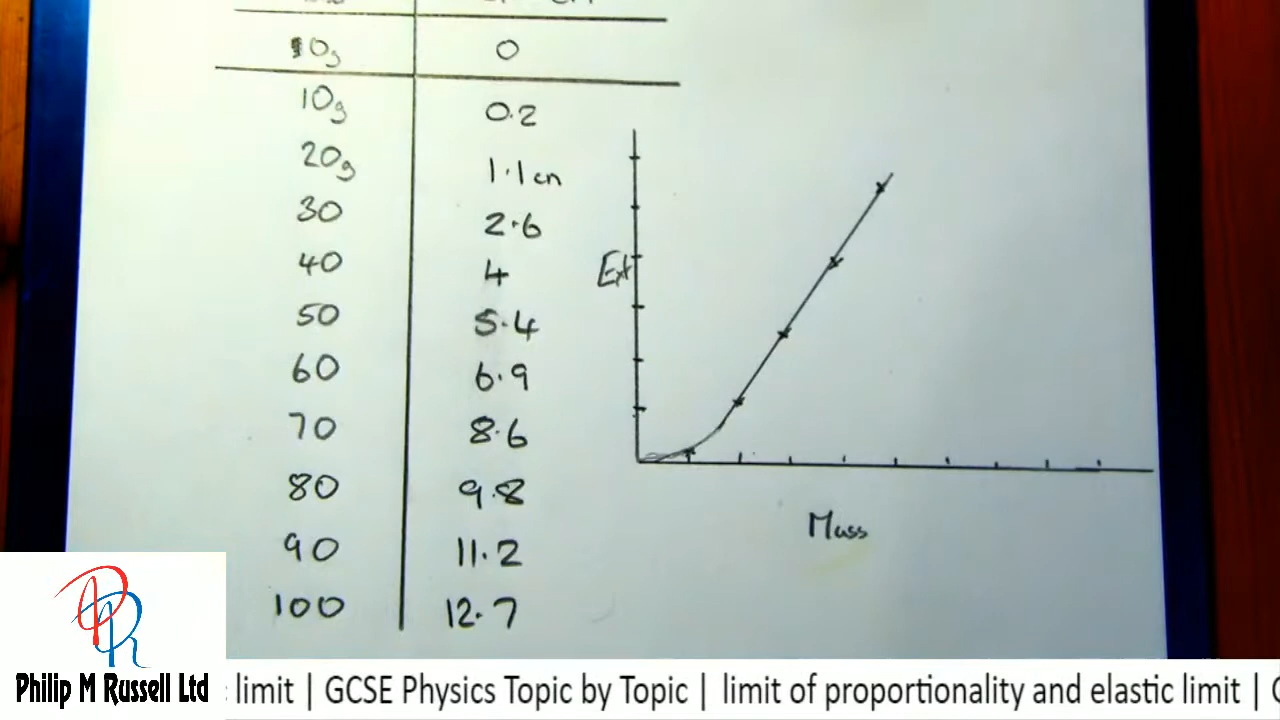 0g 0
10g 0.2
20g 1.1cm
30 2.6
40 4
50 5.4
60 6.9
70 8.6
80 9.8
90 11.2
100 12.7
Ext
Mass
Philip M Russell Ltd
limit | GCSE Physics Topic by Topic | limit of proportionality and elastic limit |